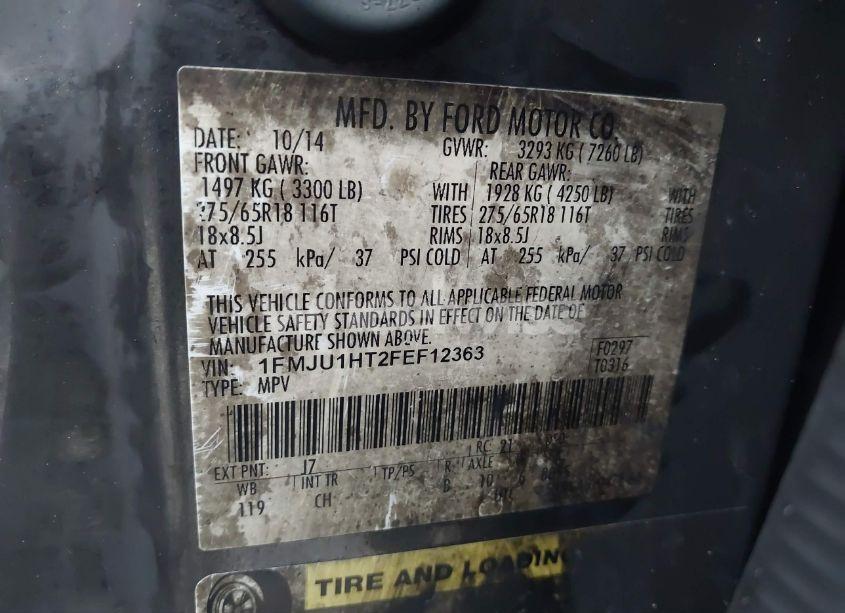 MFD. BY FORD MOTOR CO.
DATE: 10/14 GVWR: 3293 KG ( 7260 LB)
FRONT GAWR: REAR GAWR:
1497 KG ( 3300 LB) WITH 1928 KG ( 4250 LB) WITH
275/65R18 116T TIRES 275/65R18 116T TIRES
18x8.5J RIMS 18x8.5J RIMS
AT 255 kPa/ 37 PSI COLD AT 255 kPa/ 37 PSI COLD
THIS VEHICLE CONFORMS TO ALL APPLICABLE FEDERAL MOTOR
VEHICLE SAFETY STANDARDS IN EFFECT ON THE DATE OF
MANUFACTURE SHOWN ABOVE.
VIN: 1FMJU1HT2FEF12363 F0297
TYPE: MPV T0316
EXT PNT: J7 RC: 21
WB INT TR TP/PS R AXLE
119 CH B 10
TIRE AND LOADING